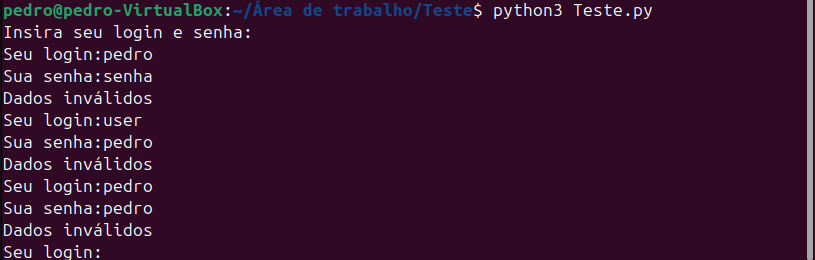 pedro@pedro-VirtualBox:~/Área de trabalho/Teste$ python3 Teste.py
Insira seu login e senha:
Seu login:pedro
Sua senha:senha
Dados inválidos
Seu login:user
Sua senha:pedro
Dados inválidos
Seu login:pedro
Sua senha:pedro
Dados inválidos
Seu login: